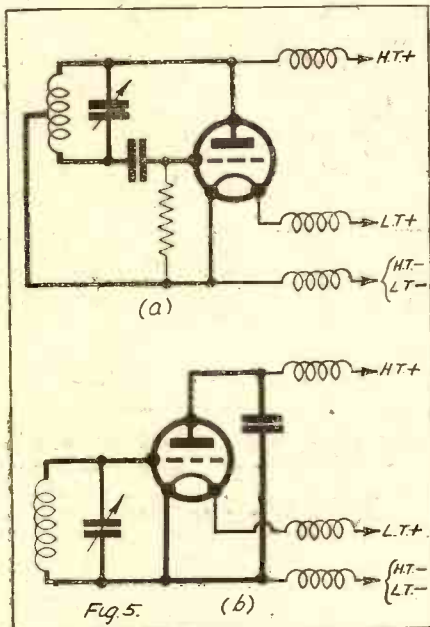 H.T.+
L.T.+
{H.T.-
L.T.-
(a)
H.T.+
L.T.+
{H.T.-
L.T.-
Fig. 5.
(b)